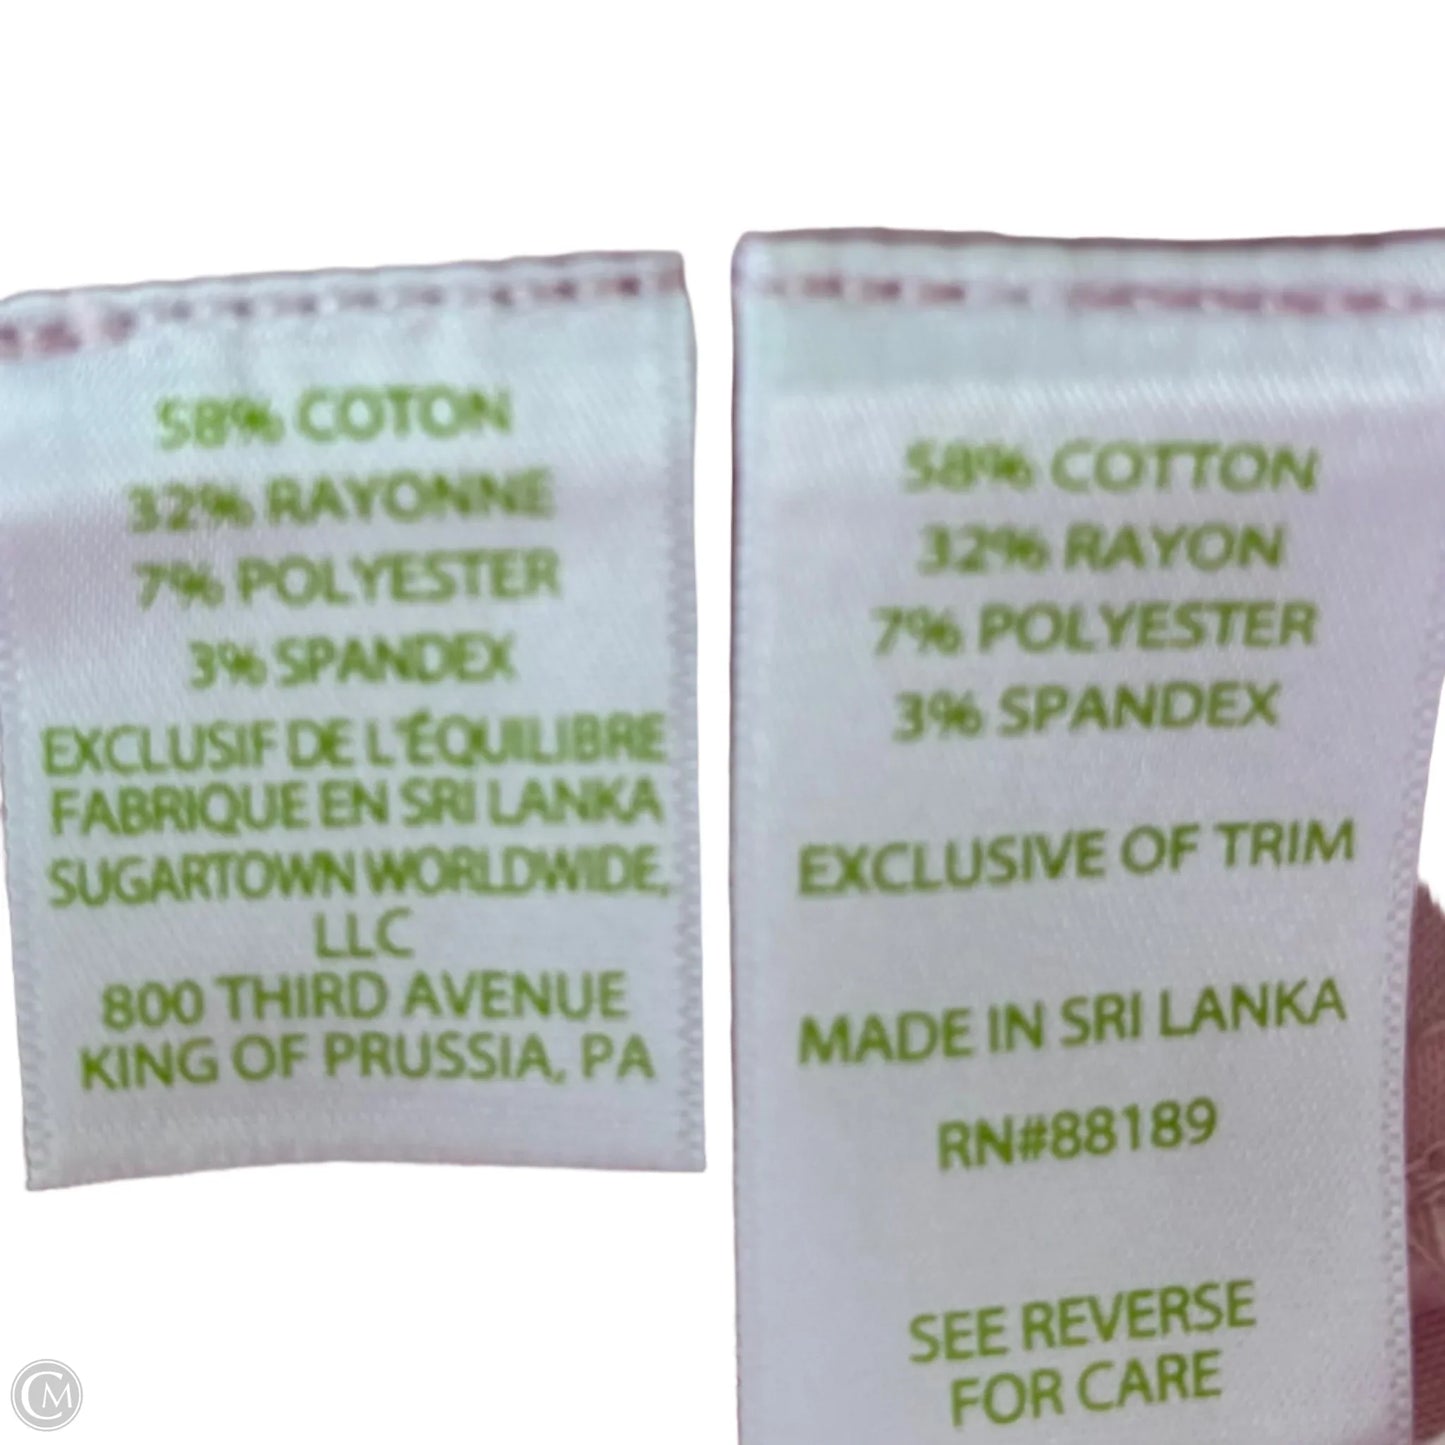 58% COTON
32% RAYONNE
7% POLYESTER
3% SPANDEX
EXCLUSIF DE L'ÉQUILIBRE
FABRIQUE EN SRI LANKA
SUGARTOWN WORLDWIDE,
LLC
800 THIRD AVENUE
KING OF PRUSSIA, PA
58% COTTON
32% RAYON
7% POLYESTER
3% SPANDEX
EXCLUSIVE OF TRIM
MADE IN SRI LANKA
RN#88189
SEE REVERSE
FOR CARE
CM